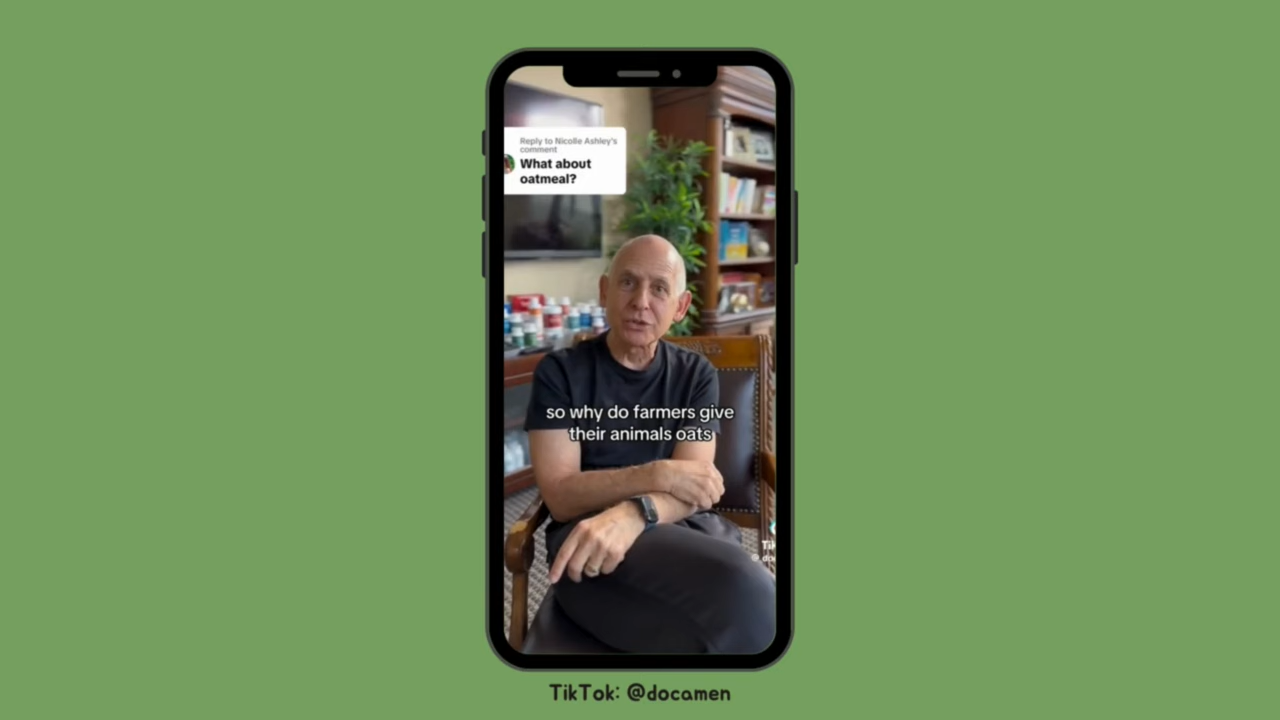 Reply to Nicolle Ashley's
comment
What about
oatmeal?
so why do farmers give
their animals oats
TikTok: @docamen